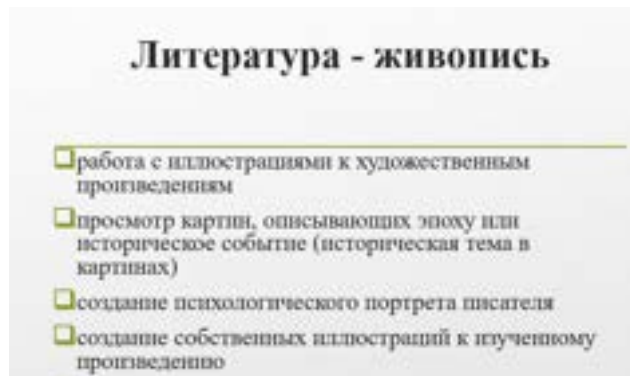 Литература - живопись
работа с иллюстрациями к художественным
произведениям
просмотр картин, описывающих эпоху или
историческое событие (историческая тема в
картинах)
создание психологического портрета писателя
создание собственных иллюстраций к изученному
произведению